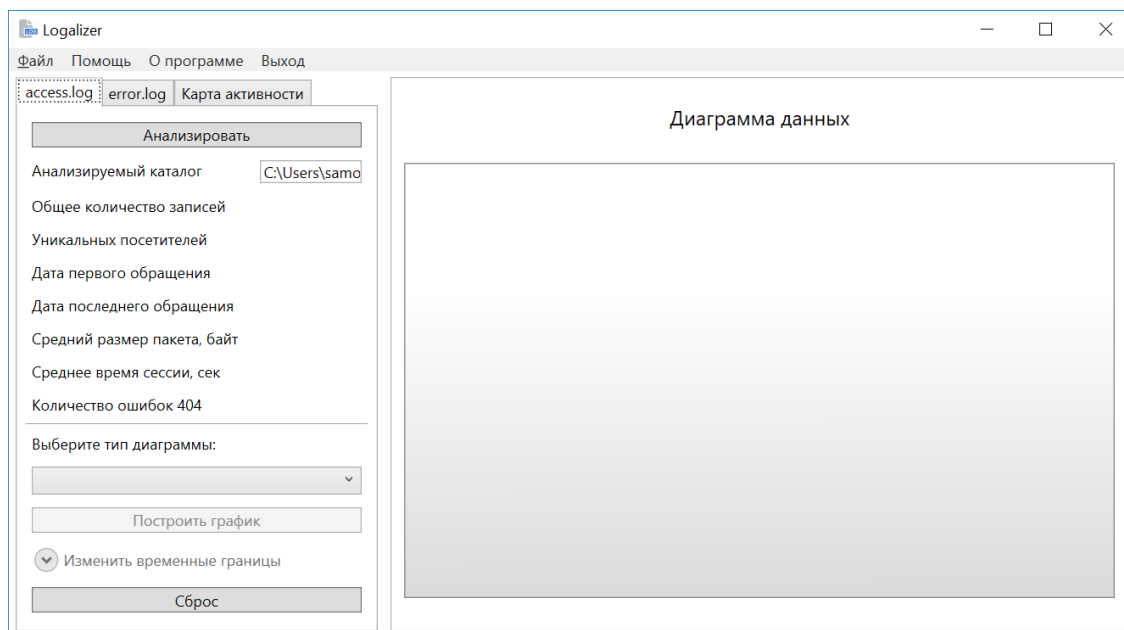 Logalizer
Файл Помощь О программе Выход
access.log error.log Карта активности
Анализировать
Анализируемый каталог C:\Users\samo
Общее количество записей
Уникальных посетителей
Дата первого обращения
Дата последнего обращения
Средний размер пакета, байт
Среднее время сессии, сек
Количество ошибок 404
Выберите тип диаграммы:
Построить график
Изменить временные границы
Сброс
Диаграмма данных